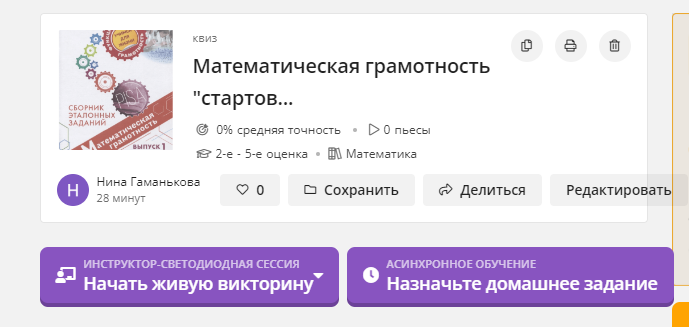 квиз
Математическая грамотность
"стартов...
0% средняя точность • 0 пьесы
2-е - 5-е оценка • Математика
СБОРНИК
ЭТАЛОННЫХ
ЗАДАНИЙ
PISA
Математическая
грамотность
ВЫПУСК 1
Н
Нина Гаманькова
28 минут
0
Сохранить
Делиться
Редактировать
ИНСТРУКТОР-СВЕТОДИОДНАЯ СЕССИЯ
Начать живую викторину
АСИНХРОННОЕ ОБУЧЕНИЕ
Назначьте домашнее задание